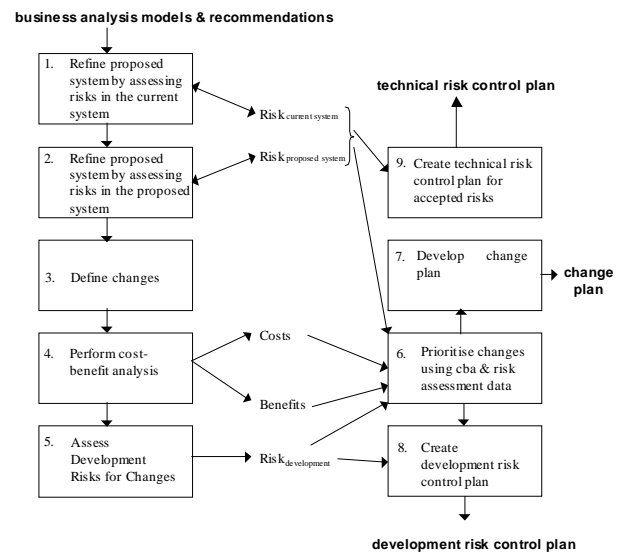 business analysis models & recommendations
1. Refine proposed
system by assessing
risks in the current
system
technical risk control plan
Risk current system
2. Refine proposed
system by assessing
risks in the proposed
system
Risk proposed system
9. Create technical risk
control plan for
accepted risks
3. Define changes
7. Develop change
plan
change
plan
4. Perform cost-
benefit analysis
Costs
Benefits
6. Prioritise changes
using cba & risk
assessment data
5. Assess
Development
Risks for Changes
Risk development
8. Create
development risk
control plan
development risk control plan